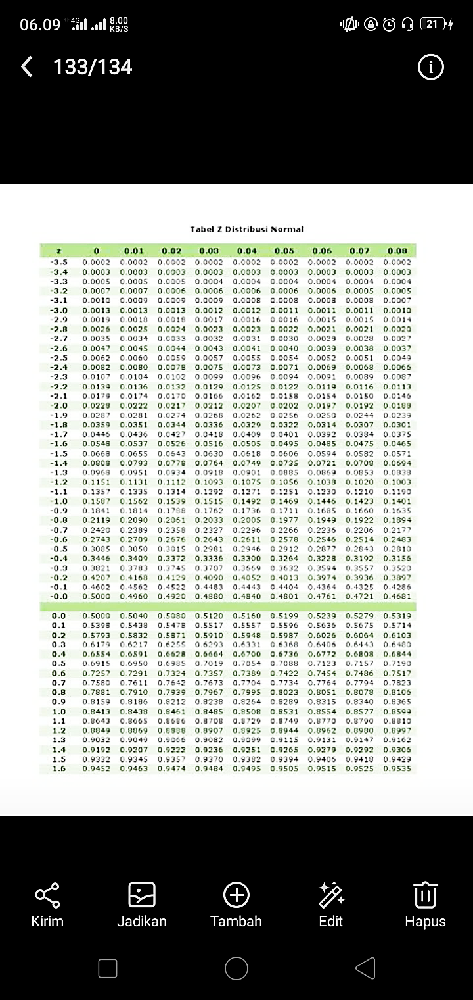 06.09 4G 8.00 KB/S 21
133/134
Tabel Z Distribusi Normal
z 0 0.01 0.02 0.03 0.04 0.05 0.06 0.07 0.08
-3.5 0.0002 0.0002 0.0002 0.0002 0.0002 0.0002 0.0002 0.0002 0.0002
-3.4 0.0003 0.0003 0.0003 0.0003 0.0003 0.0003 0.0003 0.0003 0.0003
-3.3 0.0005 0.0005 0.0005 0.0004 0.0004 0.0004 0.0004 0.0004 0.0004
-3.2 0.0007 0.0007 0.0006 0.0006 0.0006 0.0006 0.0006 0.0005 0.0005
-3.1 0.0010 0.0009 0.0009 0.0009 0.0008 0.0008 0.0008 0.0008 0.0007
-3.0 0.0013 0.0013 0.0013 0.0012 0.0012 0.0011 0.0011 0.0011 0.0010
-2.9 0.0019 0.0018 0.0018 0.0017 0.0016 0.0016 0.0015 0.0015 0.0014
-2.8 0.0026 0.0025 0.0024 0.0023 0.0023 0.0022 0.0021 0.0021 0.0020
-2.7 0.0035 0.0034 0.0033 0.0032 0.0031 0.0030 0.0029 0.0028 0.0027
-2.6 0.0047 0.0045 0.0044 0.0043 0.0041 0.0040 0.0039 0.0038 0.0037
-2.5 0.0062 0.0060 0.0059 0.0057 0.0055 0.0054 0.0052 0.0051 0.0049
-2.4 0.0082 0.0080 0.0078 0.0075 0.0073 0.0071 0.0069 0.0068 0.0066
-2.3 0.0107 0.0104 0.0102 0.0099 0.0096 0.0094 0.0091 0.0089 0.0087
-2.2 0.0139 0.0136 0.0132 0.0129 0.0125 0.0122 0.0119 0.0116 0.0113
-2.1 0.0179 0.0174 0.0170 0.0166 0.0162 0.0158 0.0154 0.0150 0.0146
-2.0 0.0228 0.0222 0.0217 0.0212 0.0207 0.0202 0.0197 0.0192 0.0188
-1.9 0.0287 0.0281 0.0274 0.0268 0.0262 0.0256 0.0250 0.0244 0.0239
-1.8 0.0359 0.0351 0.0344 0.0336 0.0329 0.0322 0.0314 0.0307 0.0301
-1.7 0.0446 0.0436 0.0427 0.0418 0.0409 0.0401 0.0392 0.0384 0.0375
-1.6 0.0548 0.0537 0.0526 0.0516 0.0505 0.0495 0.0485 0.0475 0.0465
-1.5 0.0668 0.0655 0.0643 0.0630 0.0618 0.0606 0.0594 0.0582 0.0571
-1.4 0.0808 0.0793 0.0778 0.0764 0.0749 0.0735 0.0721 0.0708 0.0694
-1.3 0.0968 0.0951 0.0934 0.0918 0.0901 0.0885 0.0869 0.0853 0.0838
-1.2 0.1151 0.1131 0.1112 0.1093 0.1075 0.1056 0.1038 0.1020 0.1003
-1.1 0.1357 0.1335 0.1314 0.1292 0.1271 0.1251 0.1230 0.1210 0.1190
-1.0 0.1587 0.1562 0.1539 0.1515 0.1492 0.1469 0.1446 0.1423 0.1401
-0.9 0.1841 0.1814 0.1788 0.1762 0.1736 0.1711 0.1685 0.1660 0.1635
-0.8 0.2119 0.2090 0.2061 0.2033 0.2005 0.1977 0.1949 0.1922 0.1894
-0.7 0.2420 0.2389 0.2358 0.2327 0.2296 0.2266 0.2236 0.2206 0.2177
-0.6 0.2743 0.2709 0.2676 0.2643 0.2611 0.2578 0.2546 0.2514 0.2483
-0.5 0.3085 0.3050 0.3015 0.2981 0.2946 0.2912 0.2877 0.2843 0.2810
-0.4 0.3446 0.3409 0.3372 0.3336 0.3300 0.3264 0.3228 0.3192 0.3156
-0.3 0.3821 0.3783 0.3745 0.3707 0.3669 0.3632 0.3594 0.3557 0.3520
-0.2 0.4207 0.4168 0.4129 0.4090 0.4052 0.4013 0.3974 0.3936 0.3897
-0.1 0.4602 0.4562 0.4522 0.4483 0.4443 0.4404 0.4364 0.4325 0.4286
-0.0 0.5000 0.4960 0.4920 0.4880 0.4840 0.4801 0.4761 0.4721 0.4681
0.0 0.5000 0.5040 0.5080 0.5120 0.5160 0.5199 0.5239 0.5279 0.5319
0.1 0.5398 0.5438 0.5478 0.5517 0.5557 0.5596 0.5636 0.5675 0.5714
0.2 0.5793 0.5832 0.5871 0.5910 0.5948 0.5987 0.6026 0.6064 0.6103
0.3 0.6179 0.6217 0.6255 0.6293 0.6331 0.6368 0.6406 0.6443 0.6480
0.4 0.6554 0.6591 0.6628 0.6664 0.6700 0.6736 0.6772 0.6808 0.6844
0.5 0.6915 0.6950 0.6985 0.7019 0.7054 0.7088 0.7123 0.7157 0.7190
0.6 0.7257 0.7291 0.7324 0.7357 0.7389 0.7422 0.7454 0.7486 0.7517
0.7 0.7580 0.7611 0.7642 0.7673 0.7704 0.7734 0.7764 0.7794 0.7823
0.8 0.7881 0.7910 0.7939 0.7967 0.7995 0.8023 0.8051 0.8078 0.8106
0.9 0.8159 0.8186 0.8212 0.8238 0.8264 0.8289 0.8315 0.8340 0.8365
1.0 0.8413 0.8438 0.8461 0.8485 0.8508 0.8531 0.8554 0.8577 0.8599
1.1 0.8643 0.8665 0.8686 0.8708 0.8729 0.8749 0.8770 0.8790 0.8810
1.2 0.8849 0.8869 0.8888 0.8907 0.8925 0.8944 0.8962 0.8980 0.8997
1.3 0.9032 0.9049 0.9066 0.9082 0.9099 0.9115 0.9131 0.9147 0.9162
1.4 0.9192 0.9207 0.9222 0.9236 0.9251 0.9265 0.9279 0.9292 0.9306
1.5 0.9332 0.9345 0.9357 0.9370 0.9382 0.9394 0.9406 0.9418 0.9429
1.6 0.9452 0.9463 0.9474 0.9484 0.9495 0.9505 0.9515 0.9525 0.9535
Kirim Jadikan Tambah Edit Hapus